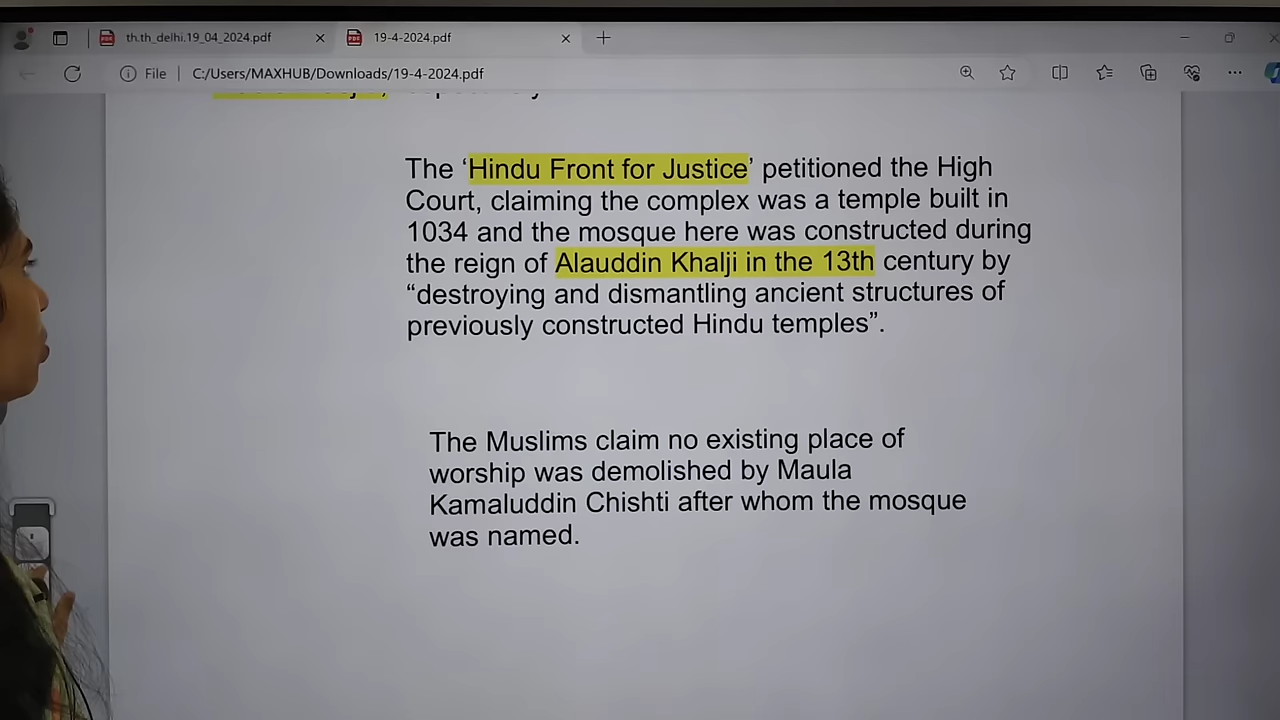 th.th_delhi.19_04_2024.pdf
19-4-2024.pdf
File
C:/Users/MAXHUB/Downloads/19-4-2024.pdf
The ‘Hindu Front for Justice’ petitioned the High
Court, claiming the complex was a temple built in
1034 and the mosque here was constructed during
the reign of Alauddin Khalji in the 13th century by
“destroying and dismantling ancient structures of
previously constructed Hindu temples”.
The Muslims claim no existing place of
worship was demolished by Maula
Kamaluddin Chishti after whom the mosque
was named.